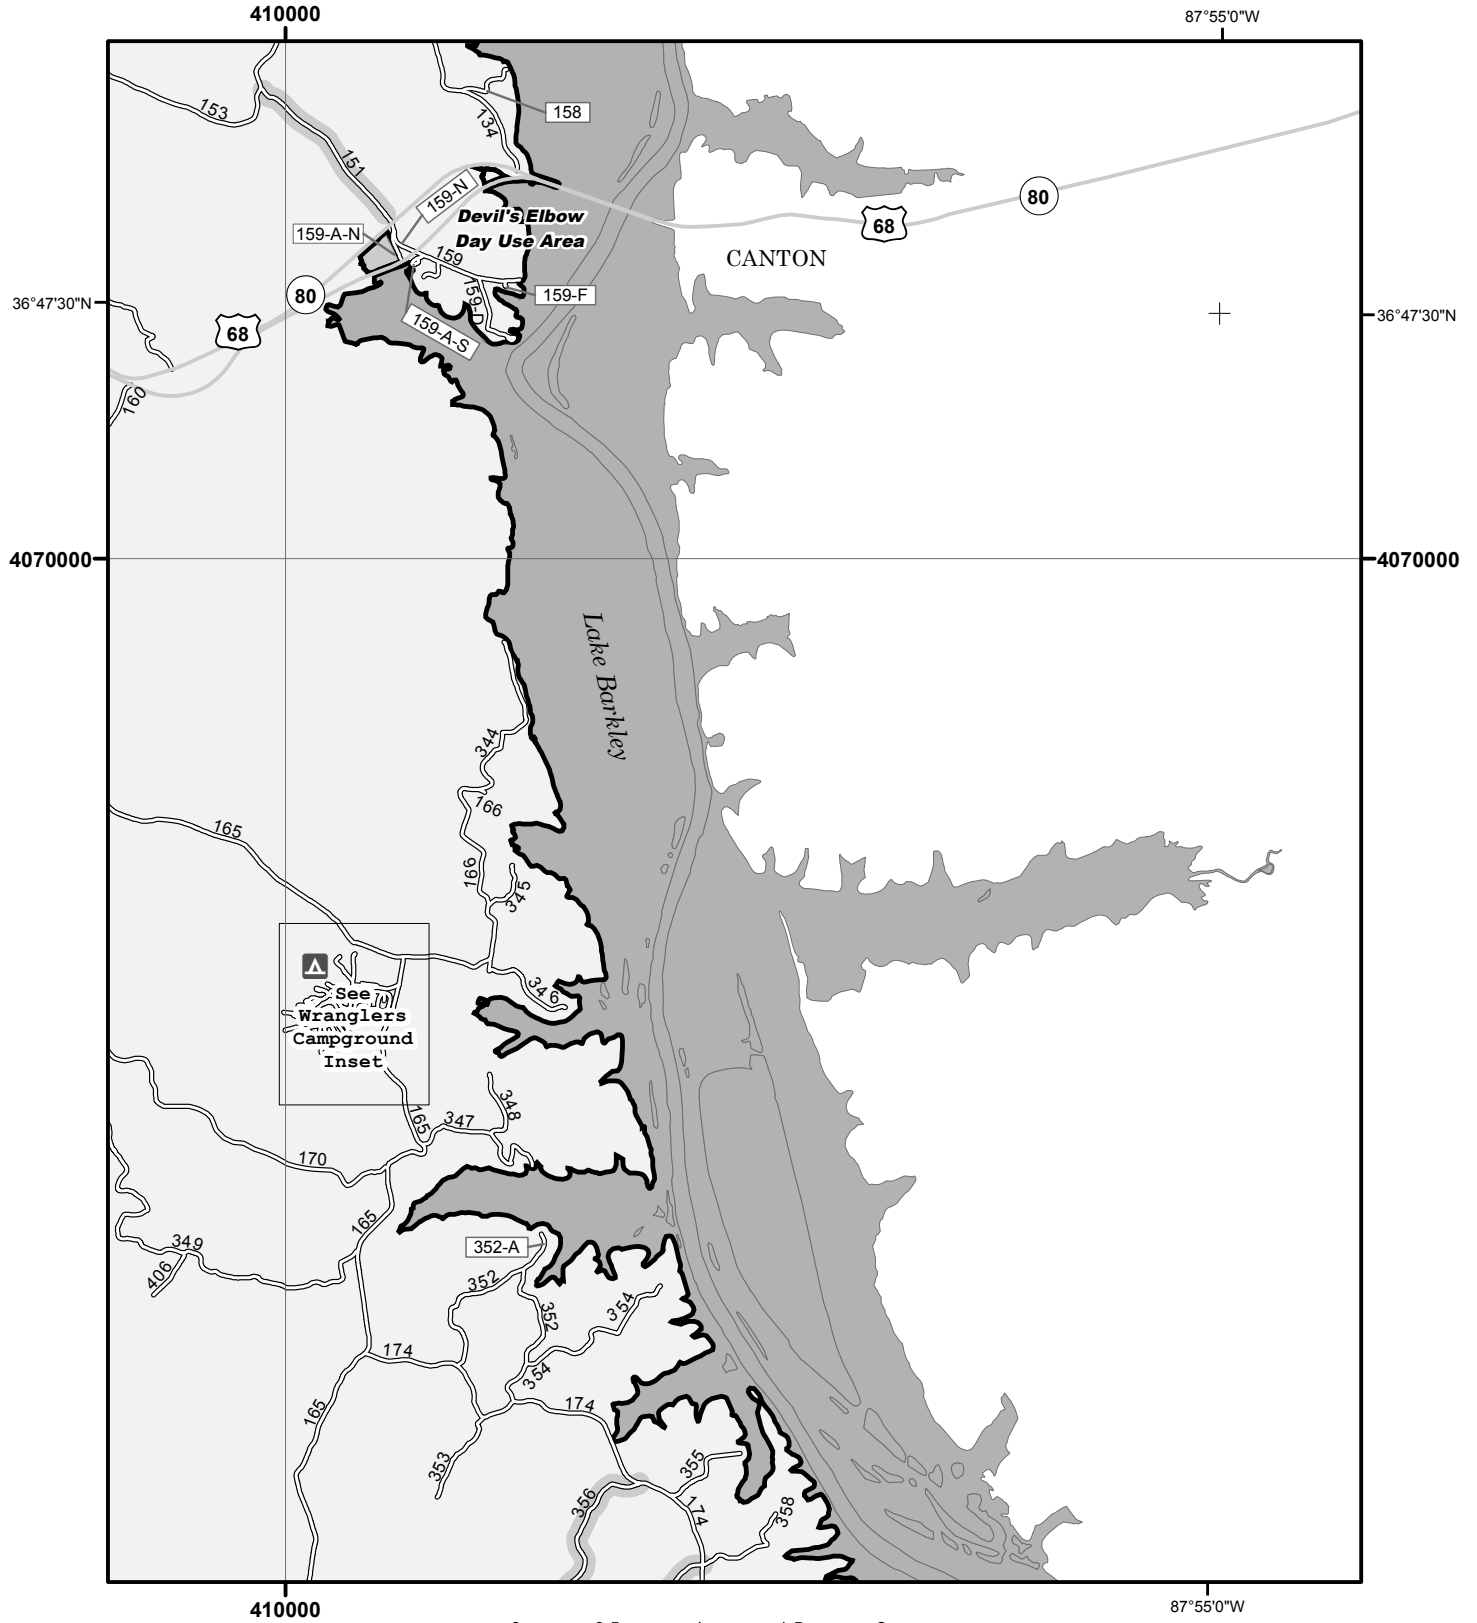 410000
87°55'0"W
153
158
134
151
159-N
80
Devil's Elbow
Day Use Area
68
159-A-N
CANTON
159
80
159-D
159-F
36°47'30"N
36°47'30"N
68
159-A-S
160
4070000
4070000
Lake Barkley
344
166
165
166
345
346
See
Wranglers
Campground
Inset
348
165
347
170
165
349
352-A
406
352
352
354
174
354
165
174
353
355
356
174
358
410000
87°55'0"W